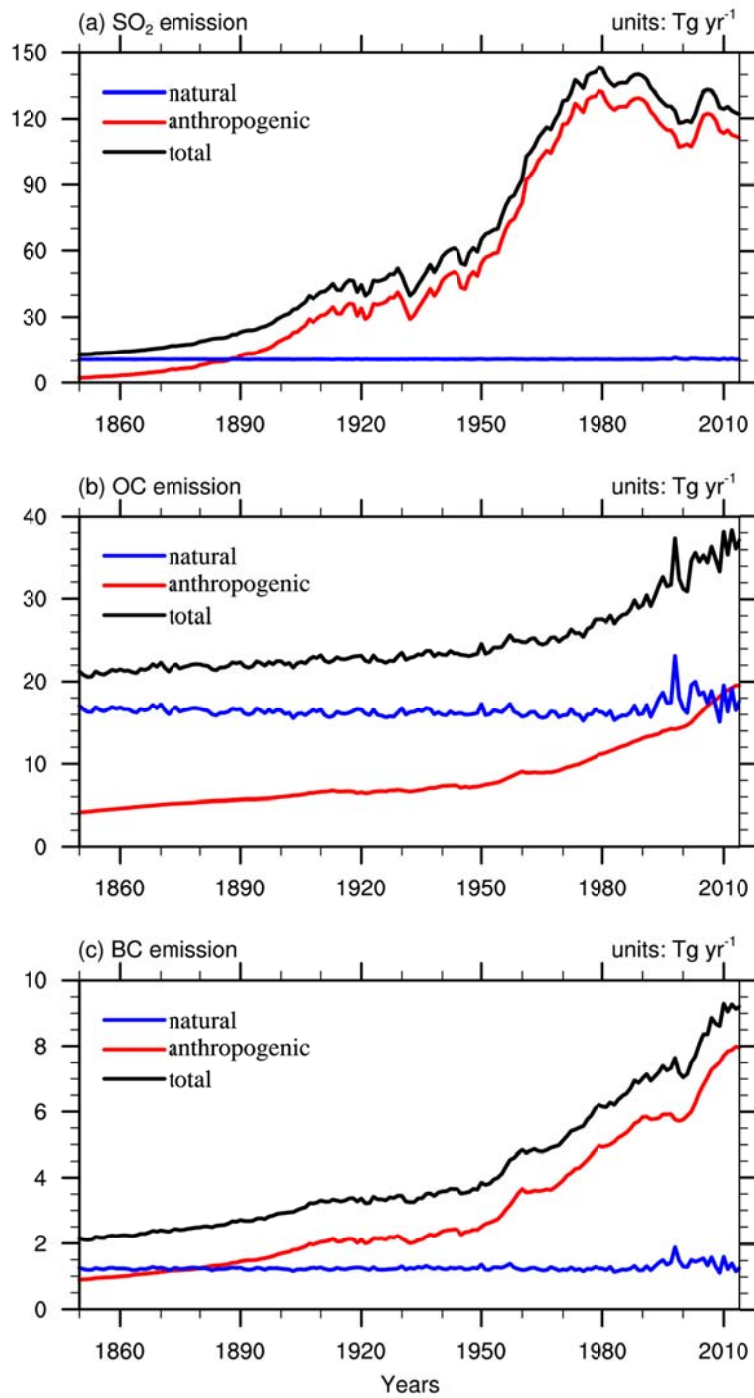 (a) SO₂ emission units: Tg yr⁻¹
150
natural
120
anthropogenic
total
90
60
30
0
1860 1890 1920 1950 1980 2010
(b) OC emission units: Tg yr⁻¹
40
natural
30
anthropogenic
total
20
10
0
1860 1890 1920 1950 1980 2010
(c) BC emission units: Tg yr⁻¹
10
natural
8
anthropogenic
total
6
4
2
0
1860 1890 1920 1950 1980 2010
Years